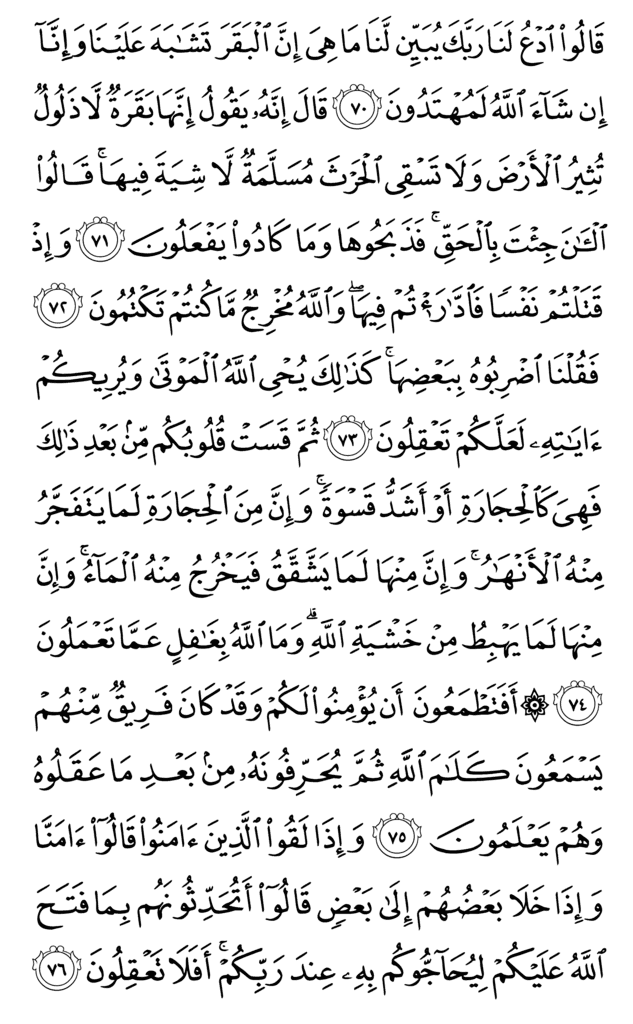 قَالُوا۟ ٱدْعُ لَنَا رَبَّكَ يُبَيِّن لَّنَا مَا هِىَ إِنَّ ٱلْبَقَرَ تَشَـٰبَهَ عَلَيْنَا وَإِنَّآ
إِن شَآءَ ٱللَّهُ لَمُهْتَدُونَ ٧٠ قَالَ إِنَّهُۥ يَقُولُ إِنَّهَا بَقَرَةٌ لَّا ذَلُولٌ
تُثِيرُ ٱلْأَرْضَ وَلَا تَسْقِى ٱلْحَرْثَ مُسَلَّمَةٌ لَّا شِيَةَ فِيهَا ۚ قَالُوا۟
ٱلْـَٔـٰنَ جِئْتَ بِٱلْحَقِّ ۚ فَذَبَحُوهَا وَمَا كَادُوا۟ يَفْعَلُونَ ٧١ وَإِذْ
قَتَلْتُمْ نَفْسًا فَٱدَّٰرَْٰٔتُمْ فِيهَا ۖ وَٱللَّهُ مُخْرِجٌ مَّا كُنتُمْ تَكْتُمُونَ ٧٢
فَقُلْنَا ٱضْرِبُوهُ بِبَعْضِهَا ۚ كَذَٰلِكَ يُحْىِ ٱللَّهُ ٱلْمَوْتَىٰ وَيُرِيكُمْ
ءَايَـٰتِهِۦ لَعَلَّكُمْ تَعْقِلُونَ ٧٣ ثُمَّ قَسَتْ قُلُوبُكُم مِّنۢ بَعْدِ ذَٰلِكَ
فَهِىَ كَٱلْحِجَارَةِ أَوْ أَشَدُّ قَسْوَةً ۚ وَإِنَّ مِنَ ٱلْحِجَارَةِ لَمَا يَتَفَجَّرُ
مِنْهُ ٱلْأَنْهَـٰرُ ۚ وَإِنَّ مِنْهَا لَمَا يَشَّقَّقُ فَيَخْرُجُ مِنْهُ ٱلْمَآءُ ۚ وَإِنَّ
مِنْهَا لَمَا يَهْبِطُ مِنْ خَشْيَةِ ٱللَّهِ ۗ وَمَا ٱللَّهُ بِغَـٰفِلٍ عَمَّا تَعْمَلُونَ
٧٤ ۞ أَفَتَطْمَعُونَ أَن يُؤْمِنُوا۟ لَكُمْ وَقَدْ كَانَ فَرِيقٌ مِّنْهُمْ
يَسْمَعُونَ كَلَـٰمَ ٱللَّهِ ثُمَّ يُحَرِّفُونَهُۥ مِنۢ بَعْدِ مَا عَقَلُوهُ
وَهُمْ يَعْلَمُونَ ٧٥ وَإِذَا لَقُوا۟ ٱلَّذِينَ ءَامَنُوا۟ قَالُوٓا۟ ءَامَنَّا
وَإِذَا خَلَا بَعْضُهُمْ إِلَىٰ بَعْضٍ قَالُوٓا۟ أَتُحَدِّثُونَهُم بِمَا فَتَحَ
ٱللَّهُ عَلَيْكُمْ لِيُحَآجُّوكُم بِهِۦ عِندَ رَبِّكُمْ ۚ أَفَلَا تَعْقِلُونَ ٧٦